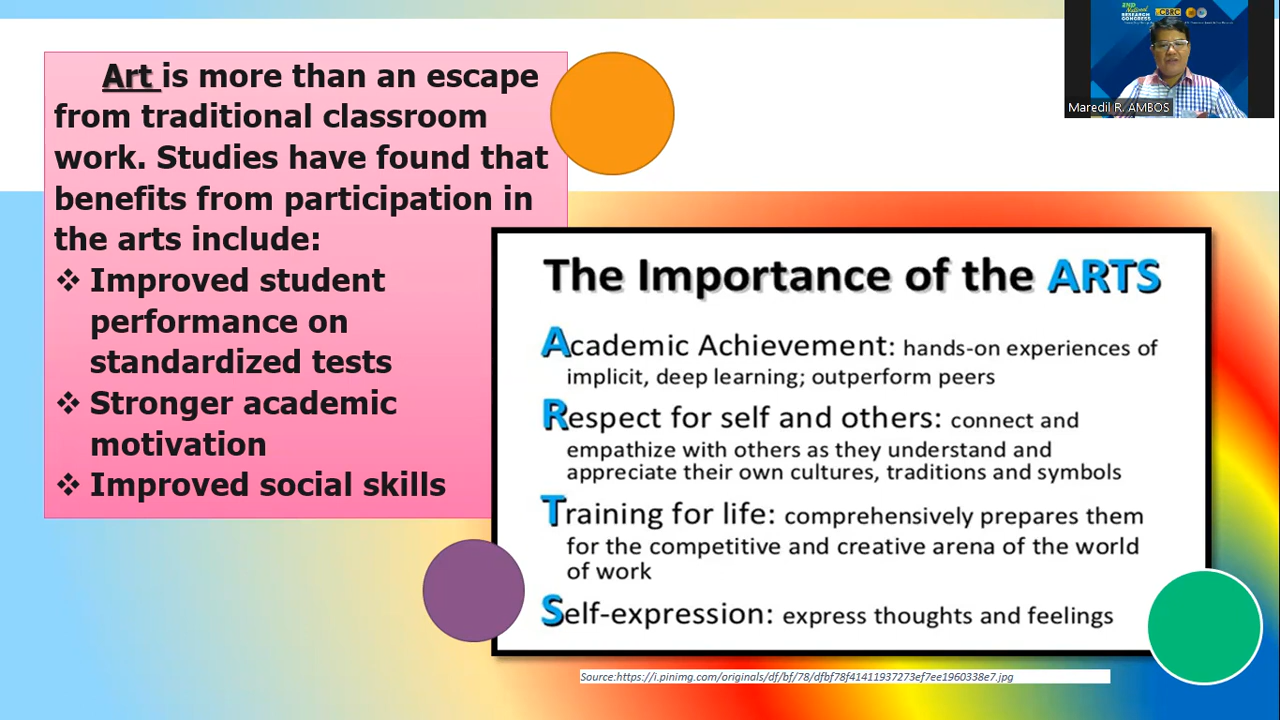 Art is more than an escape
from traditional classroom
work. Studies have found that
benefits from participation in
the arts include:
❖ Improved student
performance on
standardized tests
❖ Stronger academic
motivation
❖ Improved social skills
The Importance of the ARTS
Academic Achievement: hands-on experiences of
implicit, deep learning; outperform peers
Respect for self and others: connect and
empathize with others as they understand and
appreciate their own cultures, traditions and symbols
Training for life: comprehensively prepares them
for the competitive and creative arena of the world
of work
Self-expression: express thoughts and feelings
Source:https://i.pinimg.com/originals/df/bf/78/dfbf78f41411937273ef7ee1960338e7.jpg
National
RESEARCH
CONGRESS
CBRC
Maredil R. AMBOS